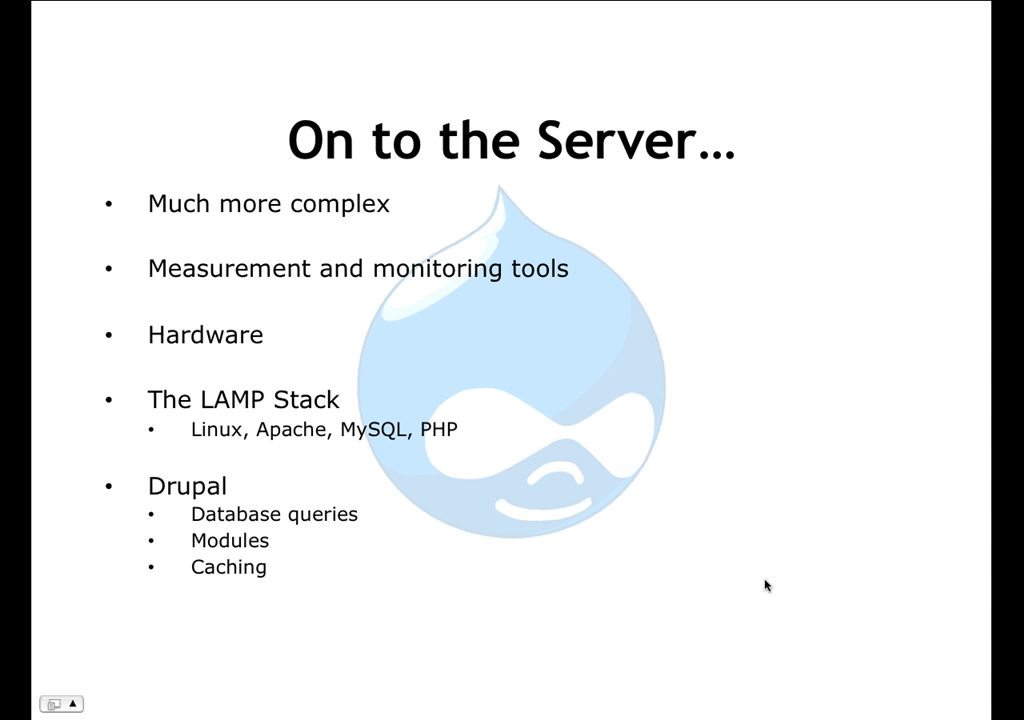 On to the Server…
• Much more complex
• Measurement and monitoring tools
• Hardware
• The LAMP Stack
• Linux, Apache, MySQL, PHP
• Drupal
• Database queries
• Modules
• Caching